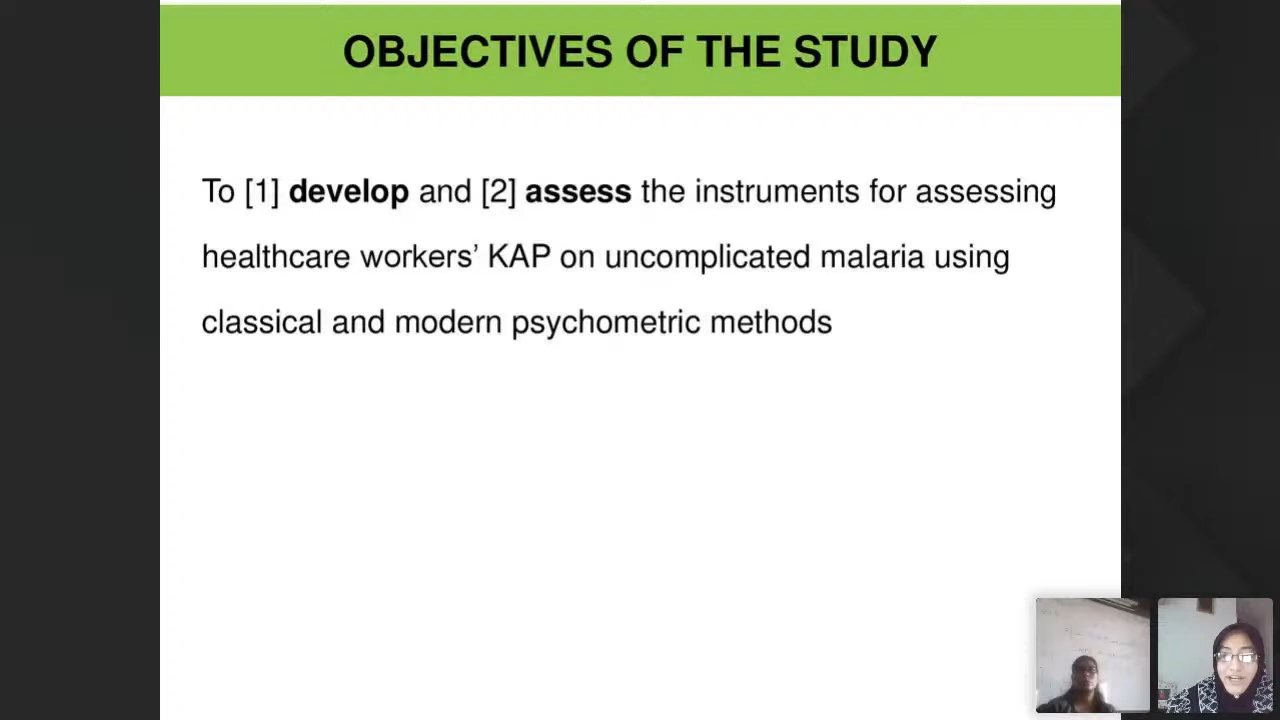 OBJECTIVES OF THE STUDY
To [1] develop and [2] assess the instruments for assessing
healthcare workers’ KAP on uncomplicated malaria using
classical and modern psychometric methods